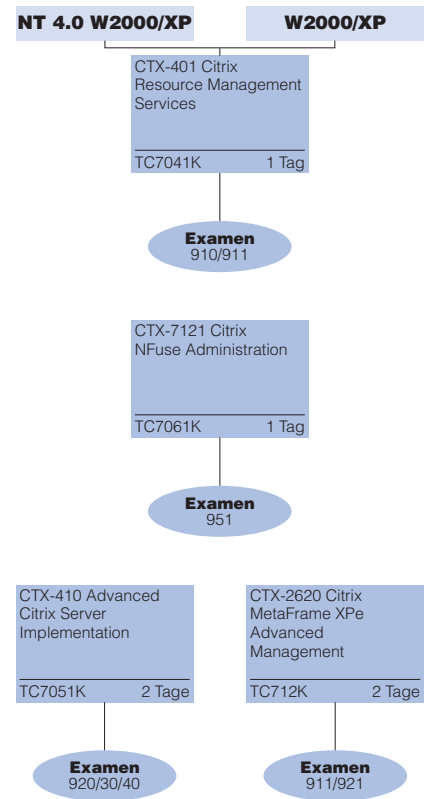 NT 4.0 W2000/XP
W2000/XP
CTX-401 Citrix
Resource Management
Services
TC7041K 1 Tag
Examen
910/911
CTX-7121 Citrix
NFuse Administration
TC7061K 1 Tag
Examen
951
CTX-410 Advanced
Citrix Server
Implementation
TC7051K 2 Tage
Examen
920/30/40
CTX-2620 Citrix
MetaFrame XPe
Advanced
Management
TC712K 2 Tage
Examen
911/921